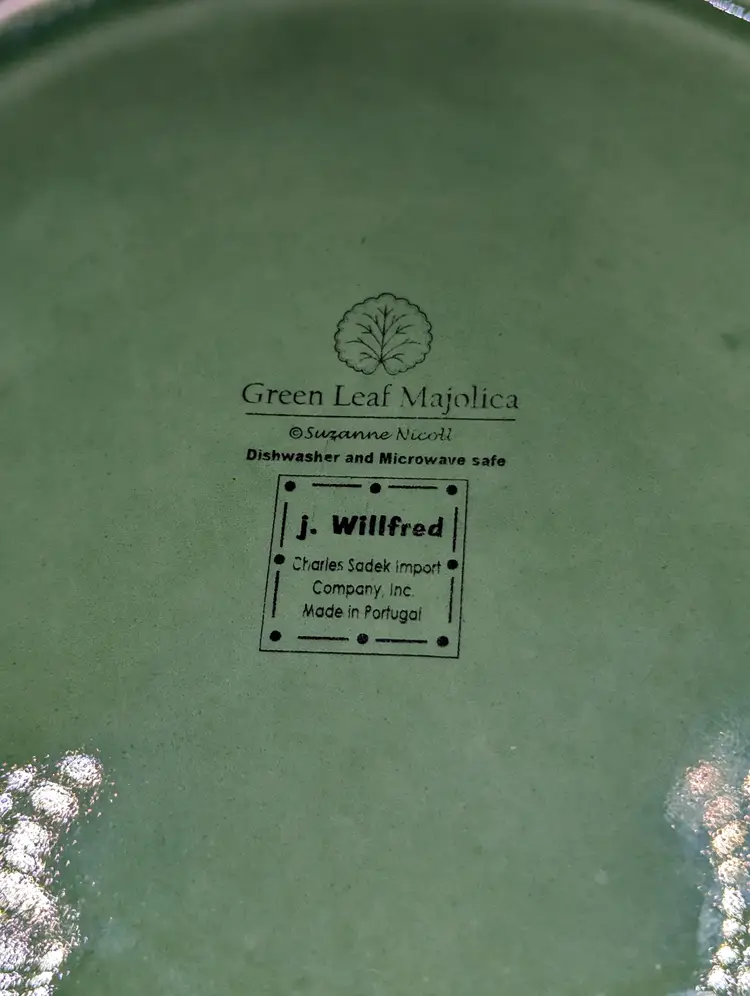 Green Leaf Majolica
©Suzanne Nicoll
Dishwasher and Microwave safe
j. Willfred
Charles Sadek Import
Company, Inc.
Made in Portugal